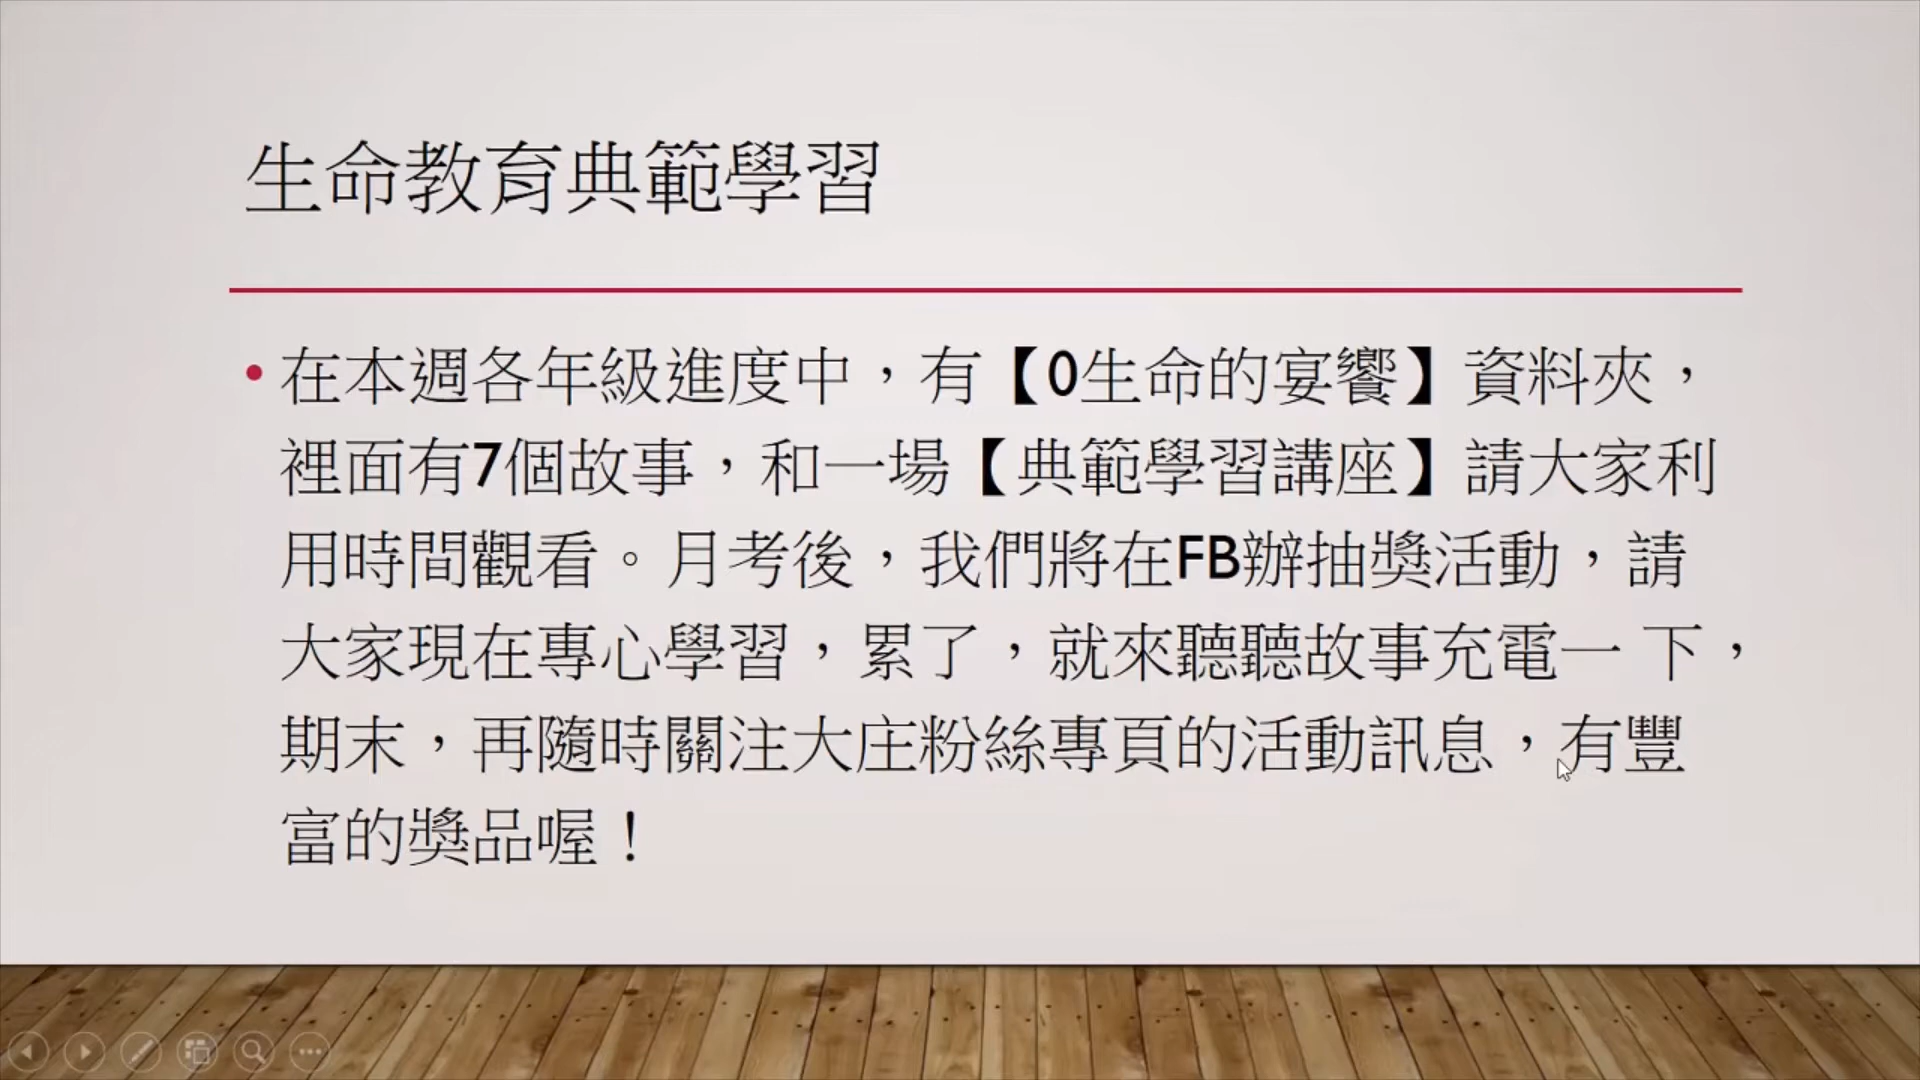 生命教育典範學習
• 在本週各年級進度中，有【0生命的宴饗】資料夾，
裡面有7個故事，和一場【典範學習講座】請大家利
用時間觀看。月考後，我們將在FB辦抽獎活動，請
大家現在專心學習，累了，就來聽聽故事充電一 下，
期末，再隨時關注大庄粉絲專頁的活動訊息，有豐
富的獎品喔！